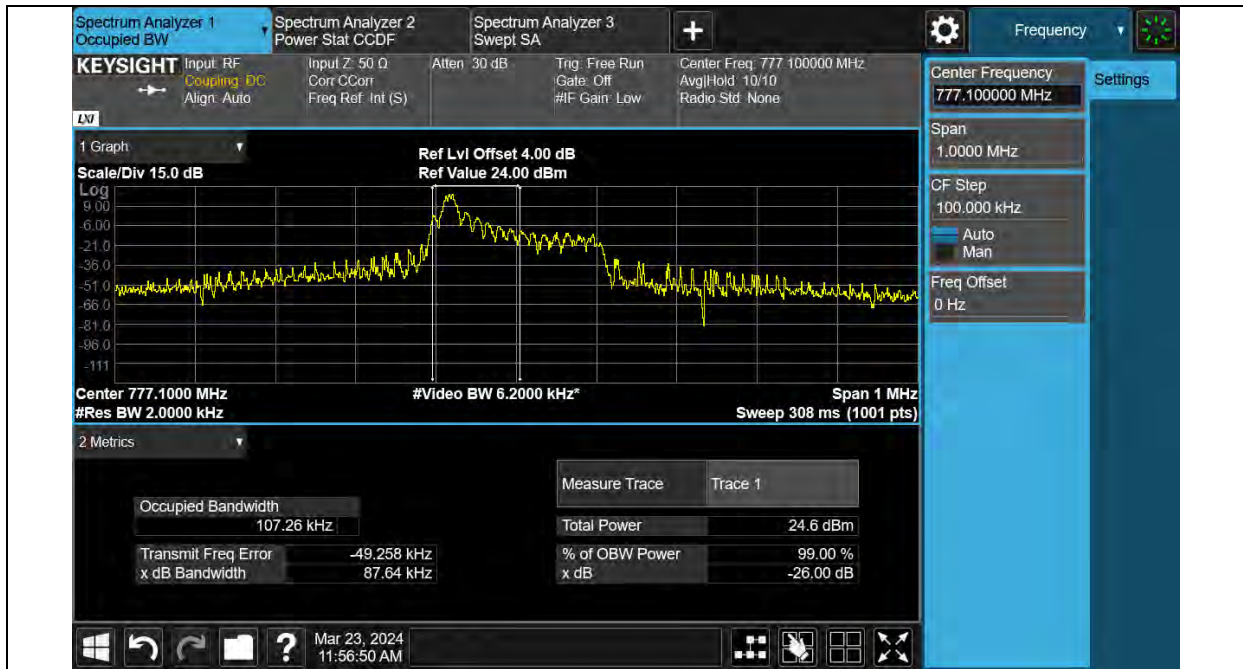 Spectrum Analyzer 1
Occupied BW
Spectrum Analyzer 2
Power Stat CCDF
Spectrum Analyzer 3
Swept SA
Frequency
KEYSIGHT
Input: RF
Coupling: DC
Align: Auto
Input Z: 50 Ω
Corr CCorr
Freq Ref: Int (S)
Atten: 30 dB
Trig: Free Run
Gate: Off
#IF Gain: Low
Center Freq: 777.100000 MHz
Avg|Hold: 10/10
Radio Std: None
LXI
Center Frequency
777.100000 MHz
Settings
Span
1.0000 MHz
CF Step
100.000 kHz
Auto
Man
Freq Offset
0 Hz
1 Graph
Scale/Div 15.0 dB
Ref Lvl Offset 4.00 dB
Ref Value 24.00 dBm
Log
9.00
-6.00
-21.0
-36.0
-51.0
-66.0
-81.0
-96.0
-111
Center 777.1000 MHz
#Video BW 6.2000 kHz*
Span 1 MHz
#Res BW 2.0000 kHz
Sweep 308 ms (1001 pts)
2 Metrics
Measure Trace
Trace 1
Occupied Bandwidth
107.26 kHz
Total Power
24.6 dBm
Transmit Freq Error
-49.258 kHz
% of OBW Power
99.00 %
x dB Bandwidth
87.64 kHz
x dB
-26.00 dB
?
Mar 23, 2024
11:56:50 AM